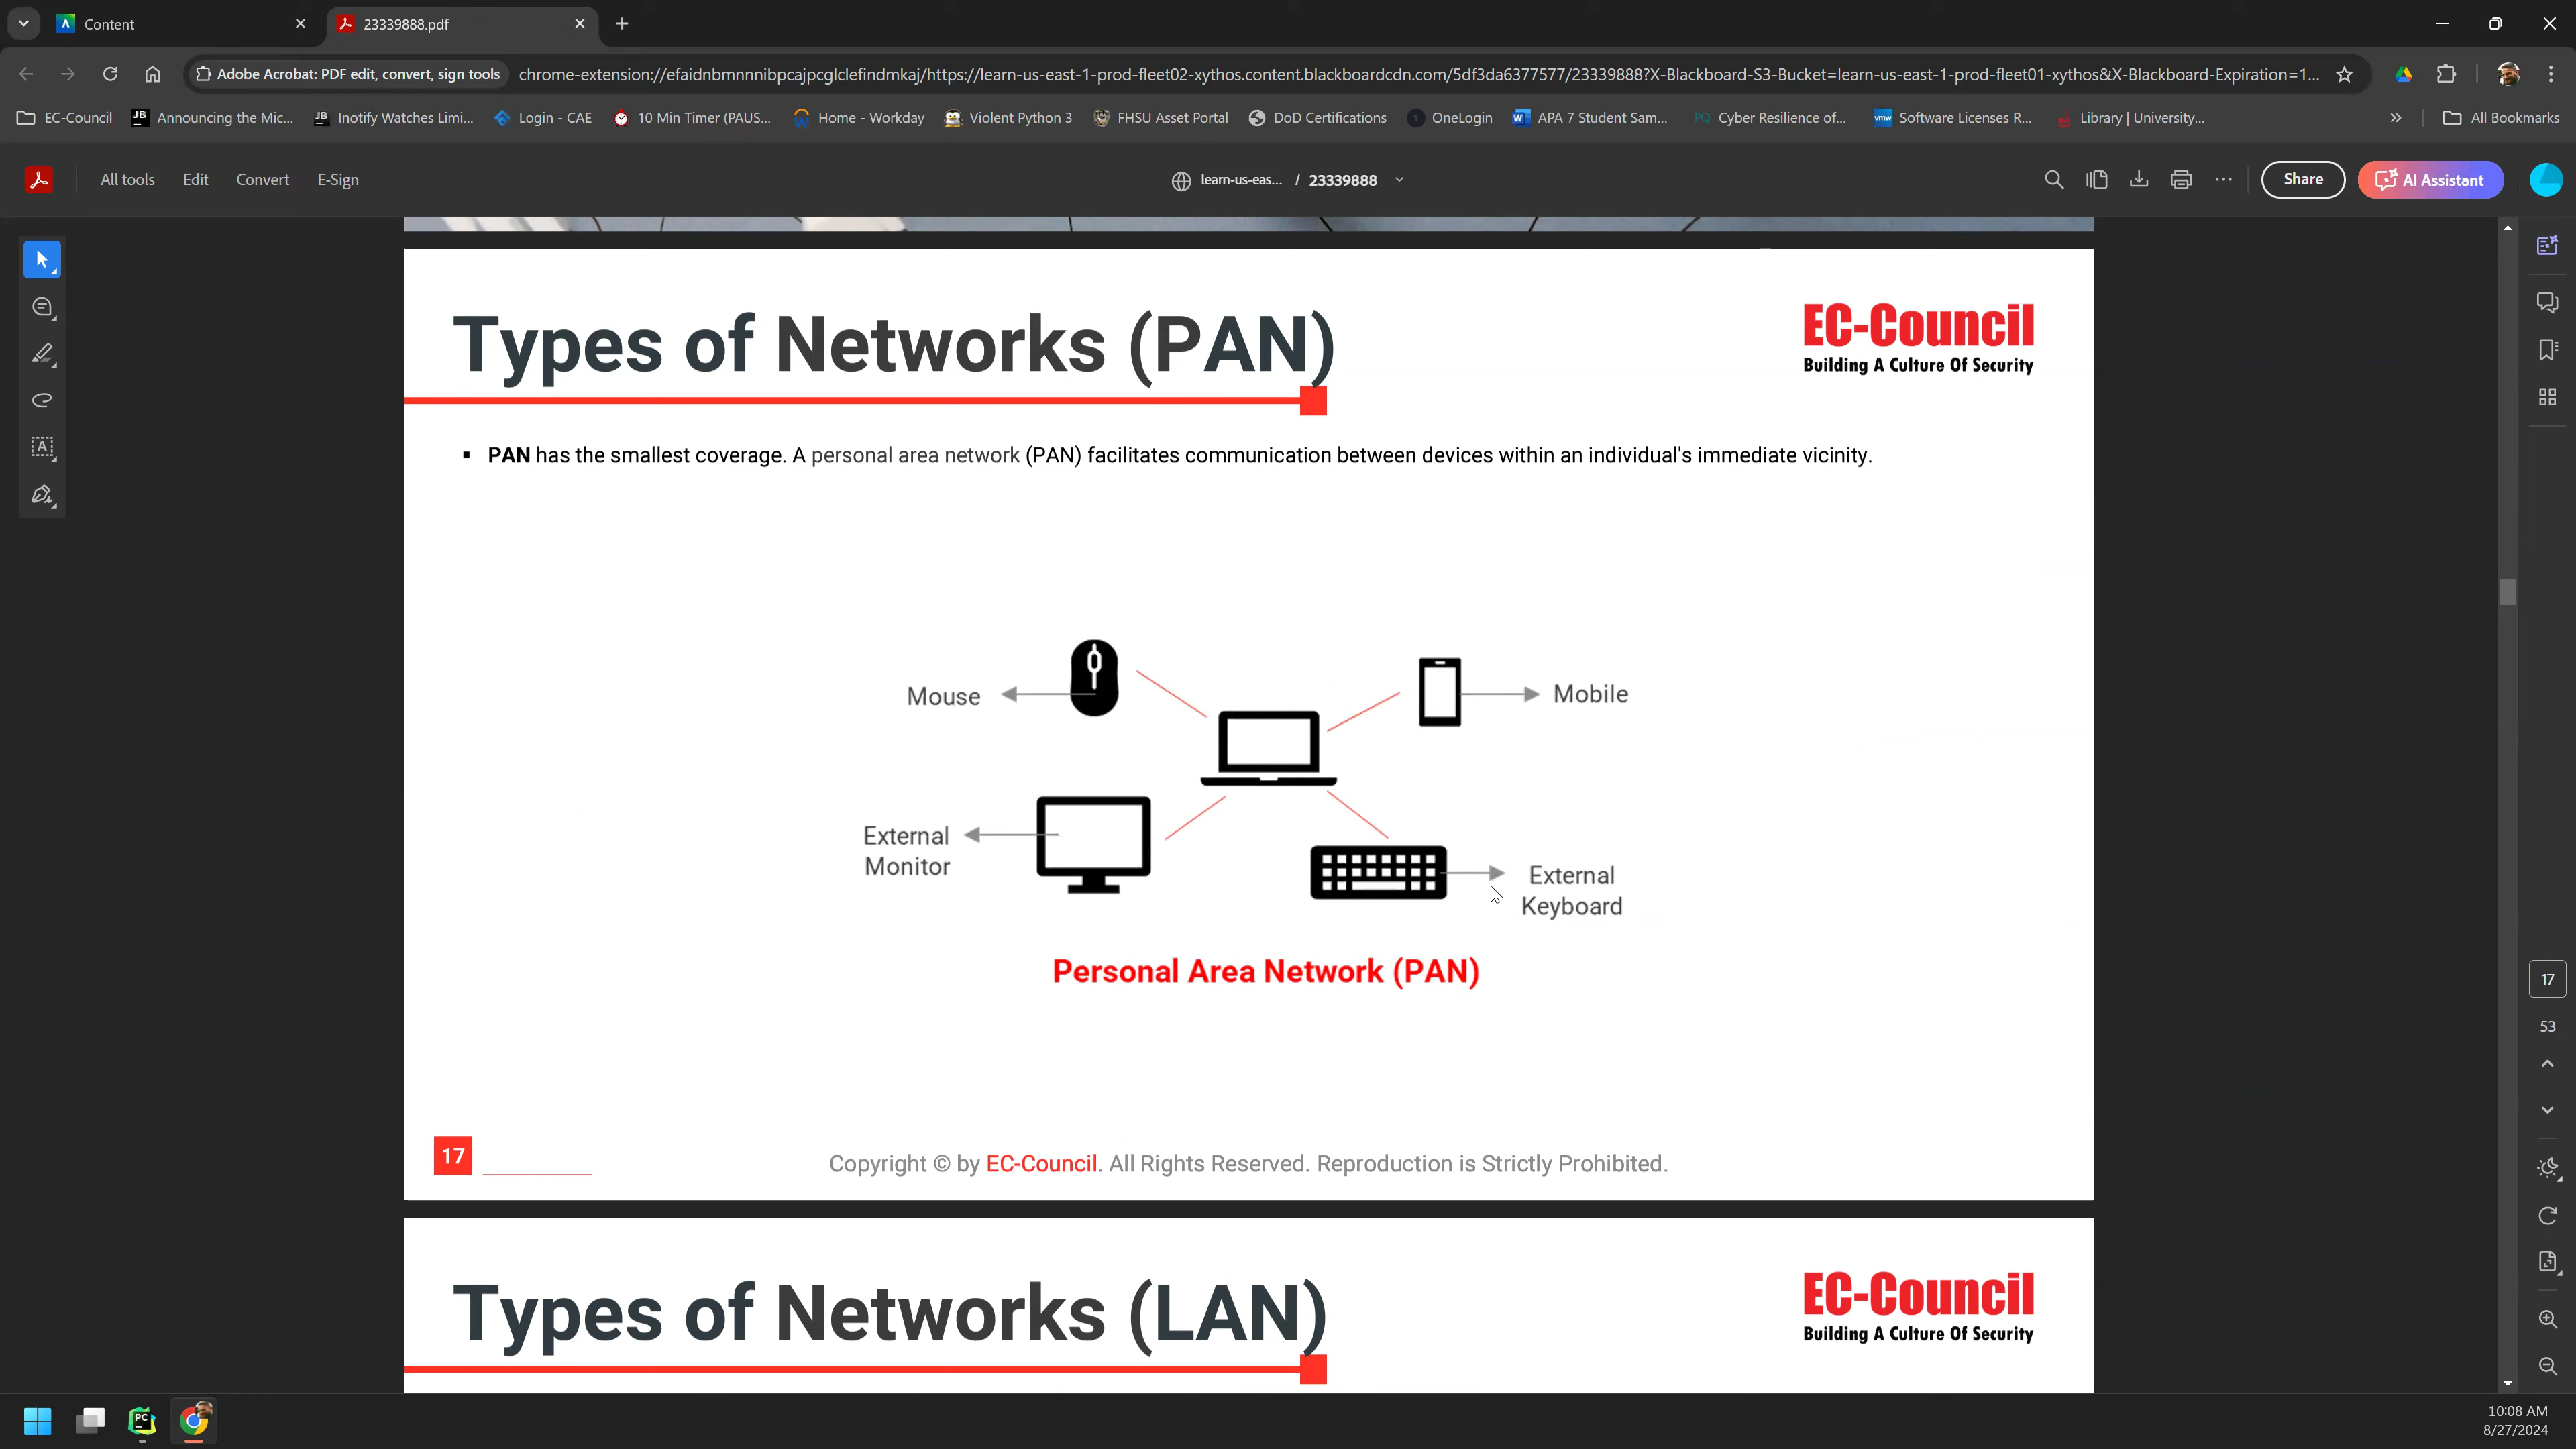 Content
23339888.pdf
Adobe Acrobat: PDF edit, convert, sign tools
chrome-extension://efaidnbmnnnibpcajpcglclefindmkaj/https://learn-us-east-1-prod-fleet02-xythos.content.blackboardcdn.com/5df3da6377577/23339888?X-Blackboard-S3-Bucket=learn-us-east-1-prod-fleet01-xythos&X-Blackboard-Expiration=1...
EC-Council
JB Announcing the Mic...
JB Inotify Watches Limi...
Login - CAE
10 Min Timer (PAUS...
Home - Workday
Violent Python 3
FHSU Asset Portal
DoD Certifications
OneLogin
APA 7 Student Sam...
PQ Cyber Resilience of...
vmw Software Licenses R...
Library | University...
All Bookmarks
All tools
Edit
Convert
E-Sign
learn-us-eas... / 23339888
Share
AI Assistant
Types of Networks (PAN)
EC-Council
Building A Culture Of Security
▪ PAN has the smallest coverage. A personal area network (PAN) facilitates communication between devices within an individual's immediate vicinity.
Mouse
Mobile
External
Monitor
External
Keyboard
Personal Area Network (PAN)
17
Copyright © by EC-Council. All Rights Reserved. Reproduction is Strictly Prohibited.
Types of Networks (LAN)
EC-Council
Building A Culture Of Security
17
53
PC
10:08 AM
8/27/2024